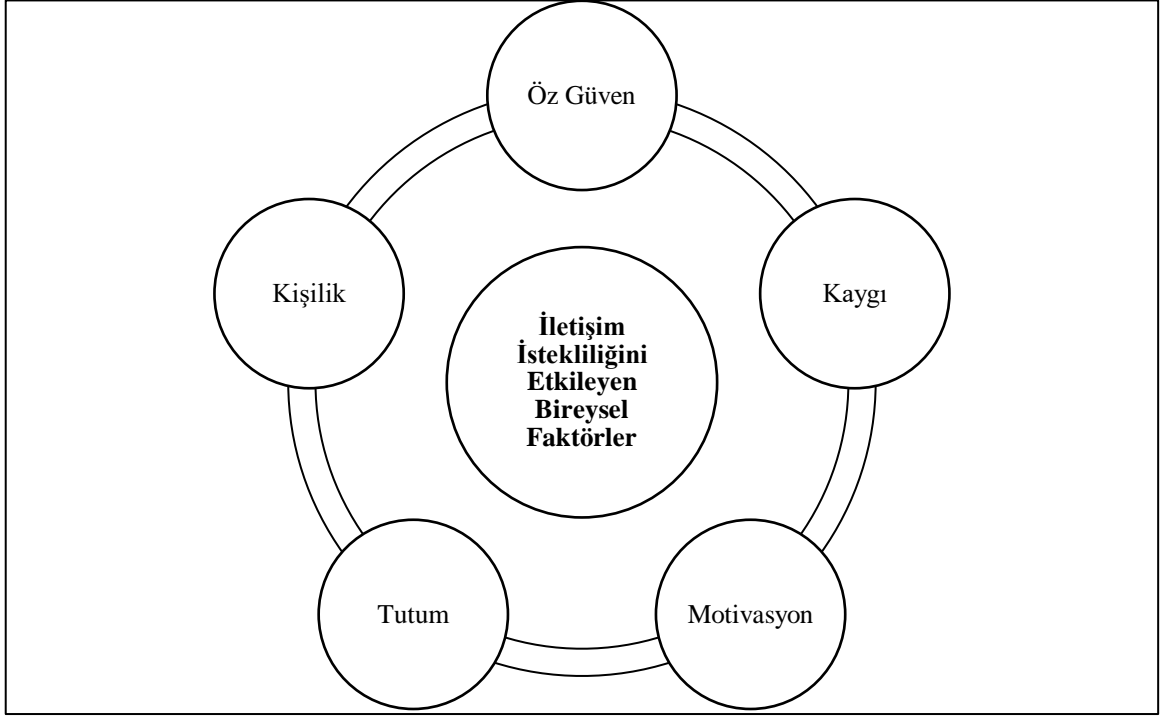 Öz Güven
Kişilik
Kaygı
İletişim
İstekliliğini
Etkileyen
Bireysel
Faktörler
Tutum
Motivasyon